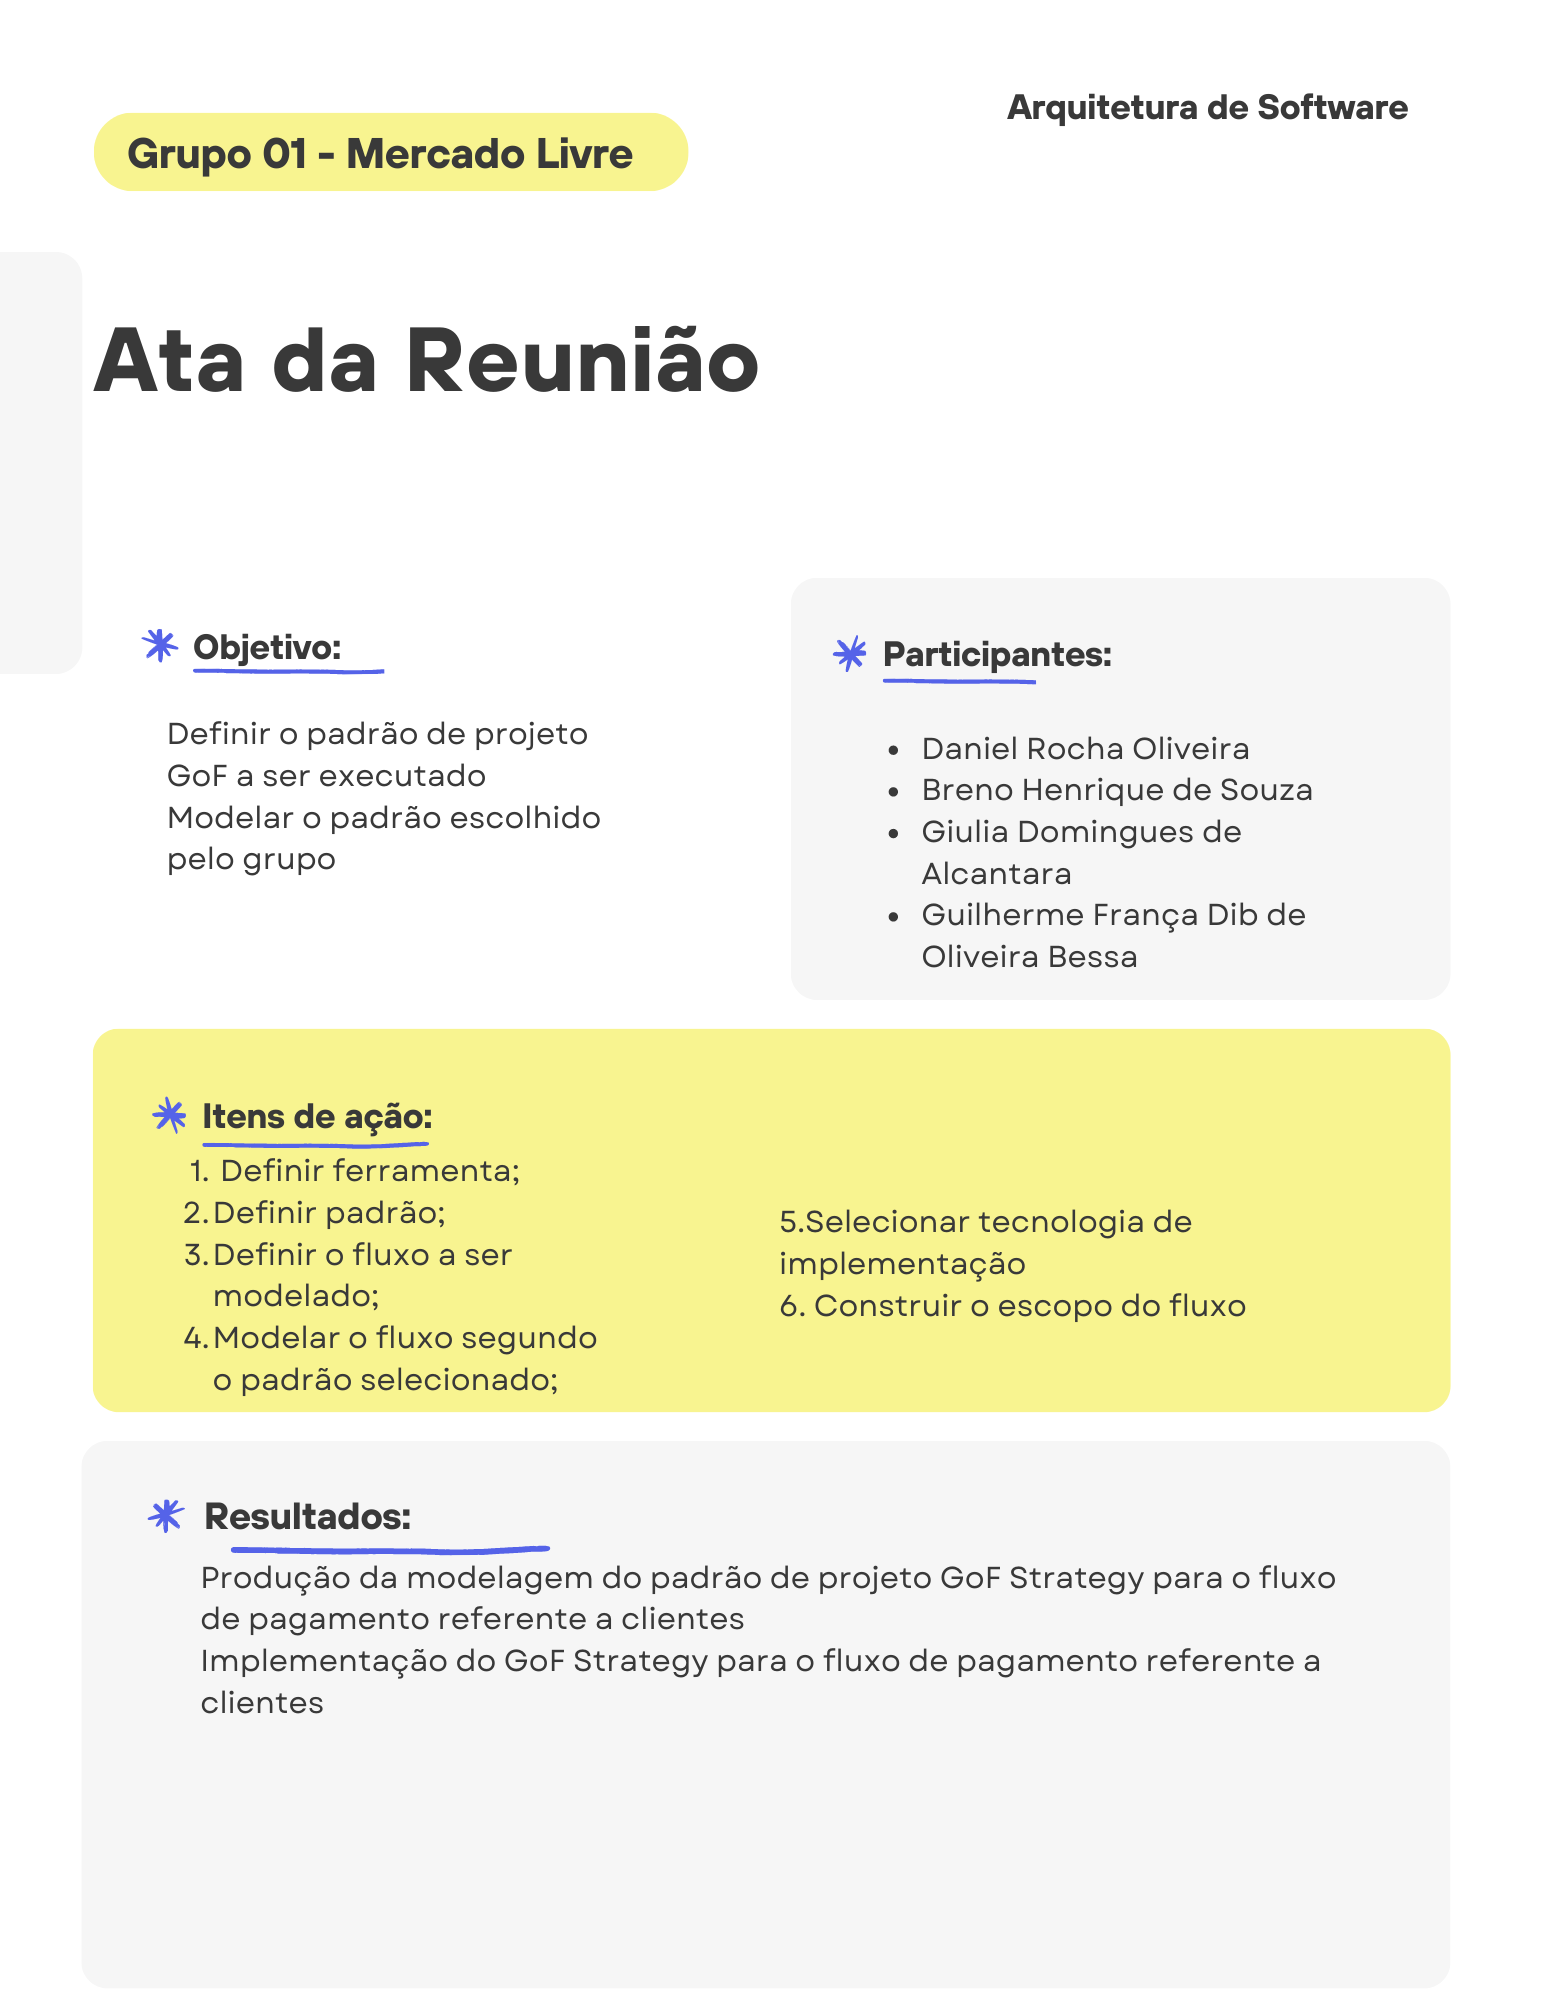 Arquitetura de Software
Grupo 01 - Mercado Livre
Ata da Reunião
Objetivo:
Definir o padrão de projeto
GoF a ser executado
Modelar o padrão escolhido
pelo grupo
Participantes:
• Daniel Rocha Oliveira
• Breno Henrique de Souza
• Giulia Domingues de
Alcantara
• Guilherme França Dib de
Oliveira Bessa
Itens de ação:
1. Definir ferramenta;
2. Definir padrão;
3. Definir o fluxo a ser
modelado;
4. Modelar o fluxo segundo
o padrão selecionado;
5.Selecionar tecnologia de
implementação
6. Construir o escopo do fluxo
Resultados:
Produção da modelagem do padrão de projeto GoF Strategy para o fluxo
de pagamento referente a clientes
Implementação do GoF Strategy para o fluxo de pagamento referente a
clientes